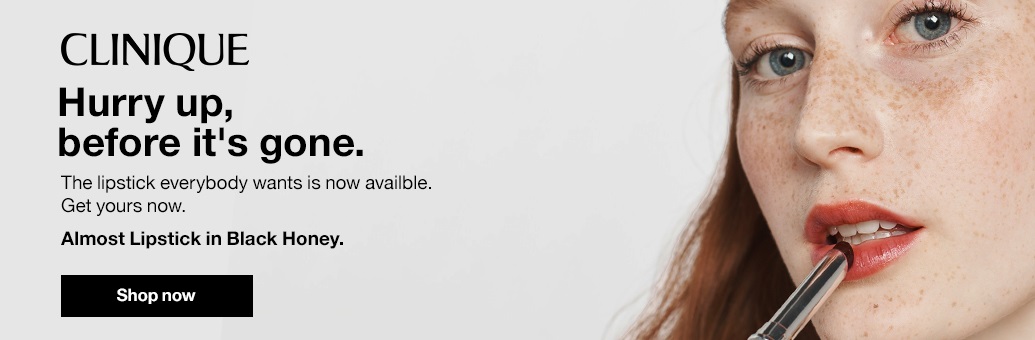 CLINIQUE
Hurry up,
before it's gone.
The lipstick everybody wants is now availble.
Get yours now.
Almost Lipstick in Black Honey.
Shop now